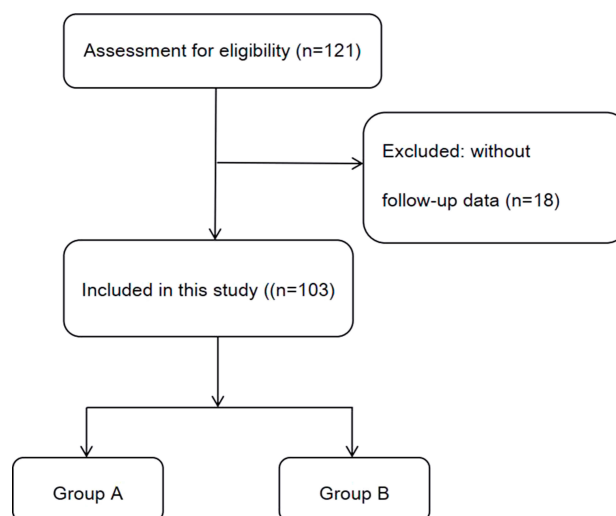 Assessment for eligibility (n=121)
Excluded: without
follow-up data (n=18)
Included in this study ((n=103)
Group A
Group B